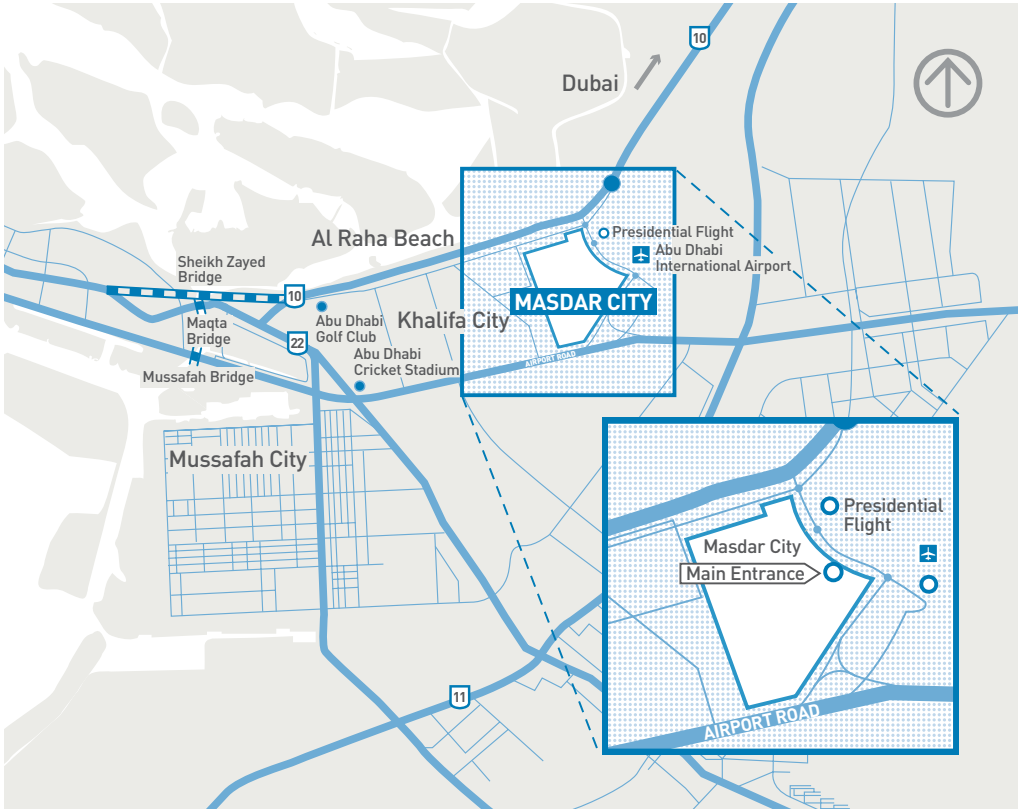 10
Dubai
Al Raha Beach
Presidential Flight
Abu Dhabi
International Airport
Sheikh Zayed
Bridge
10
MASDAR CITY
Maqta
Bridge
Abu Dhabi
Golf Club
Khalifa City
22
Abu Dhabi
Cricket Stadium
AIRPORT ROAD
Mussafah Bridge
Mussafah City
Presidential
Flight
Masdar City
Main Entrance
11
AIRPORT ROAD